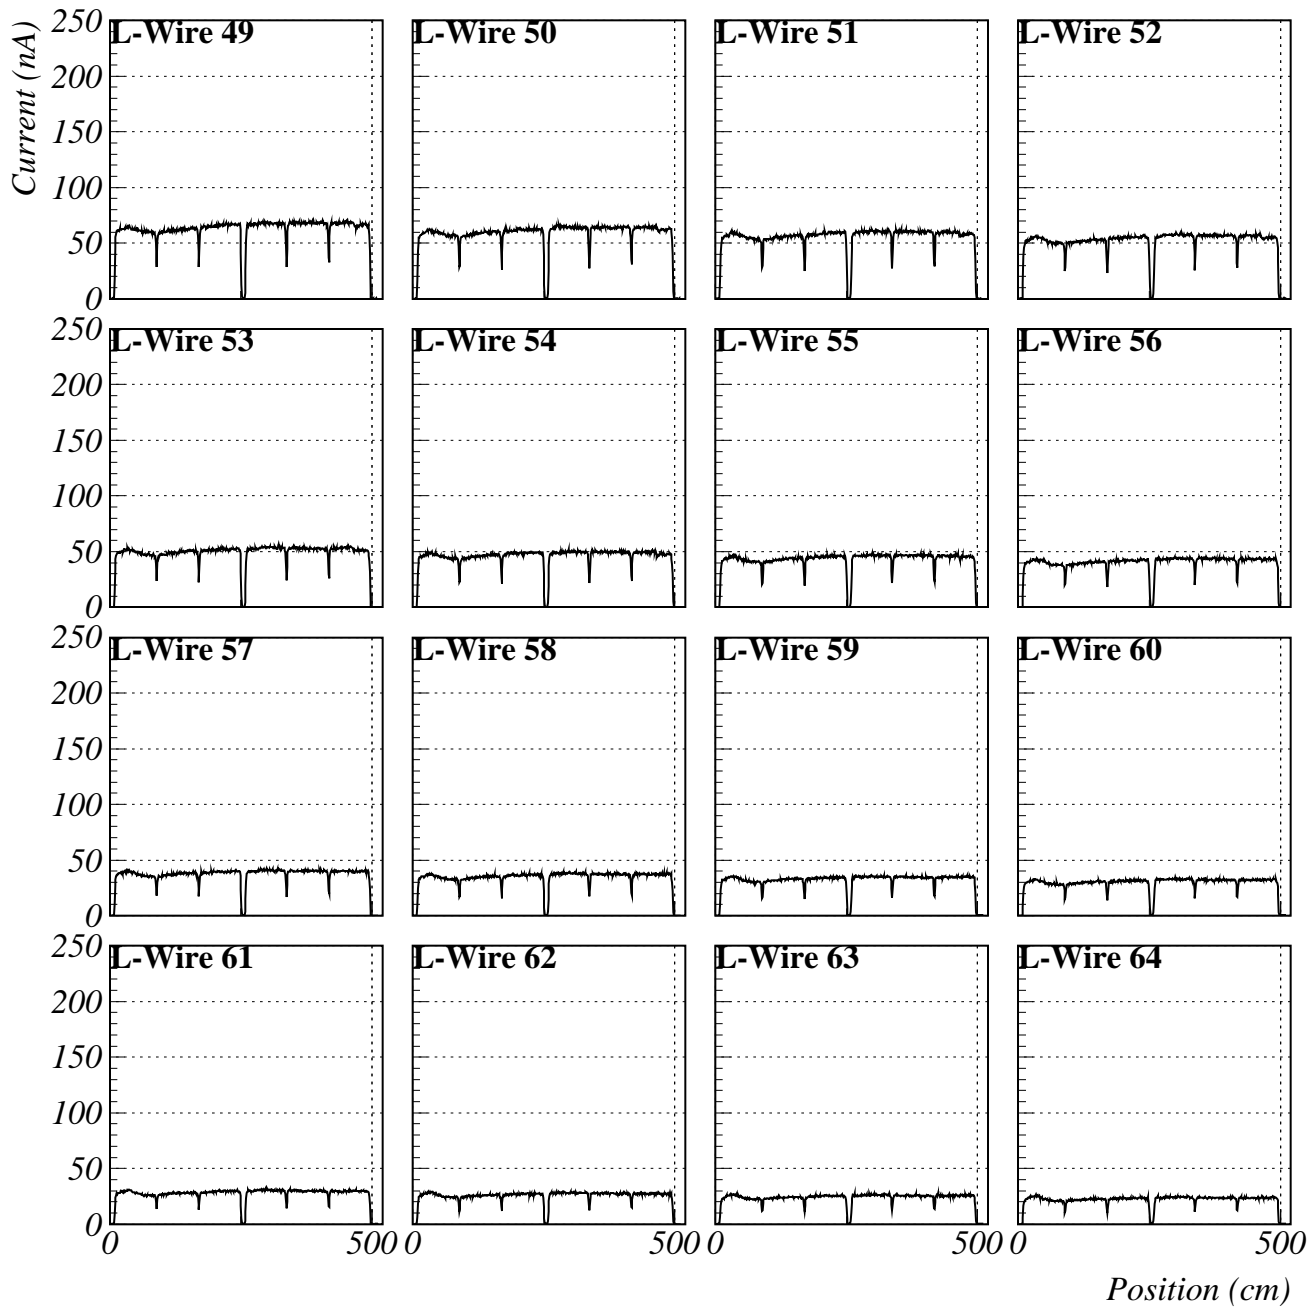 Current (nA)
250
200
150
100
50
0
L-Wire 49
L-Wire 50
L-Wire 51
L-Wire 52
250
200
150
100
50
0
L-Wire 53
L-Wire 54
L-Wire 55
L-Wire 56
250
200
150
100
50
0
L-Wire 57
L-Wire 58
L-Wire 59
L-Wire 60
250
200
150
100
50
0
L-Wire 61
L-Wire 62
L-Wire 63
L-Wire 64
0 500 0 500 0 500 0 500
Position (cm)